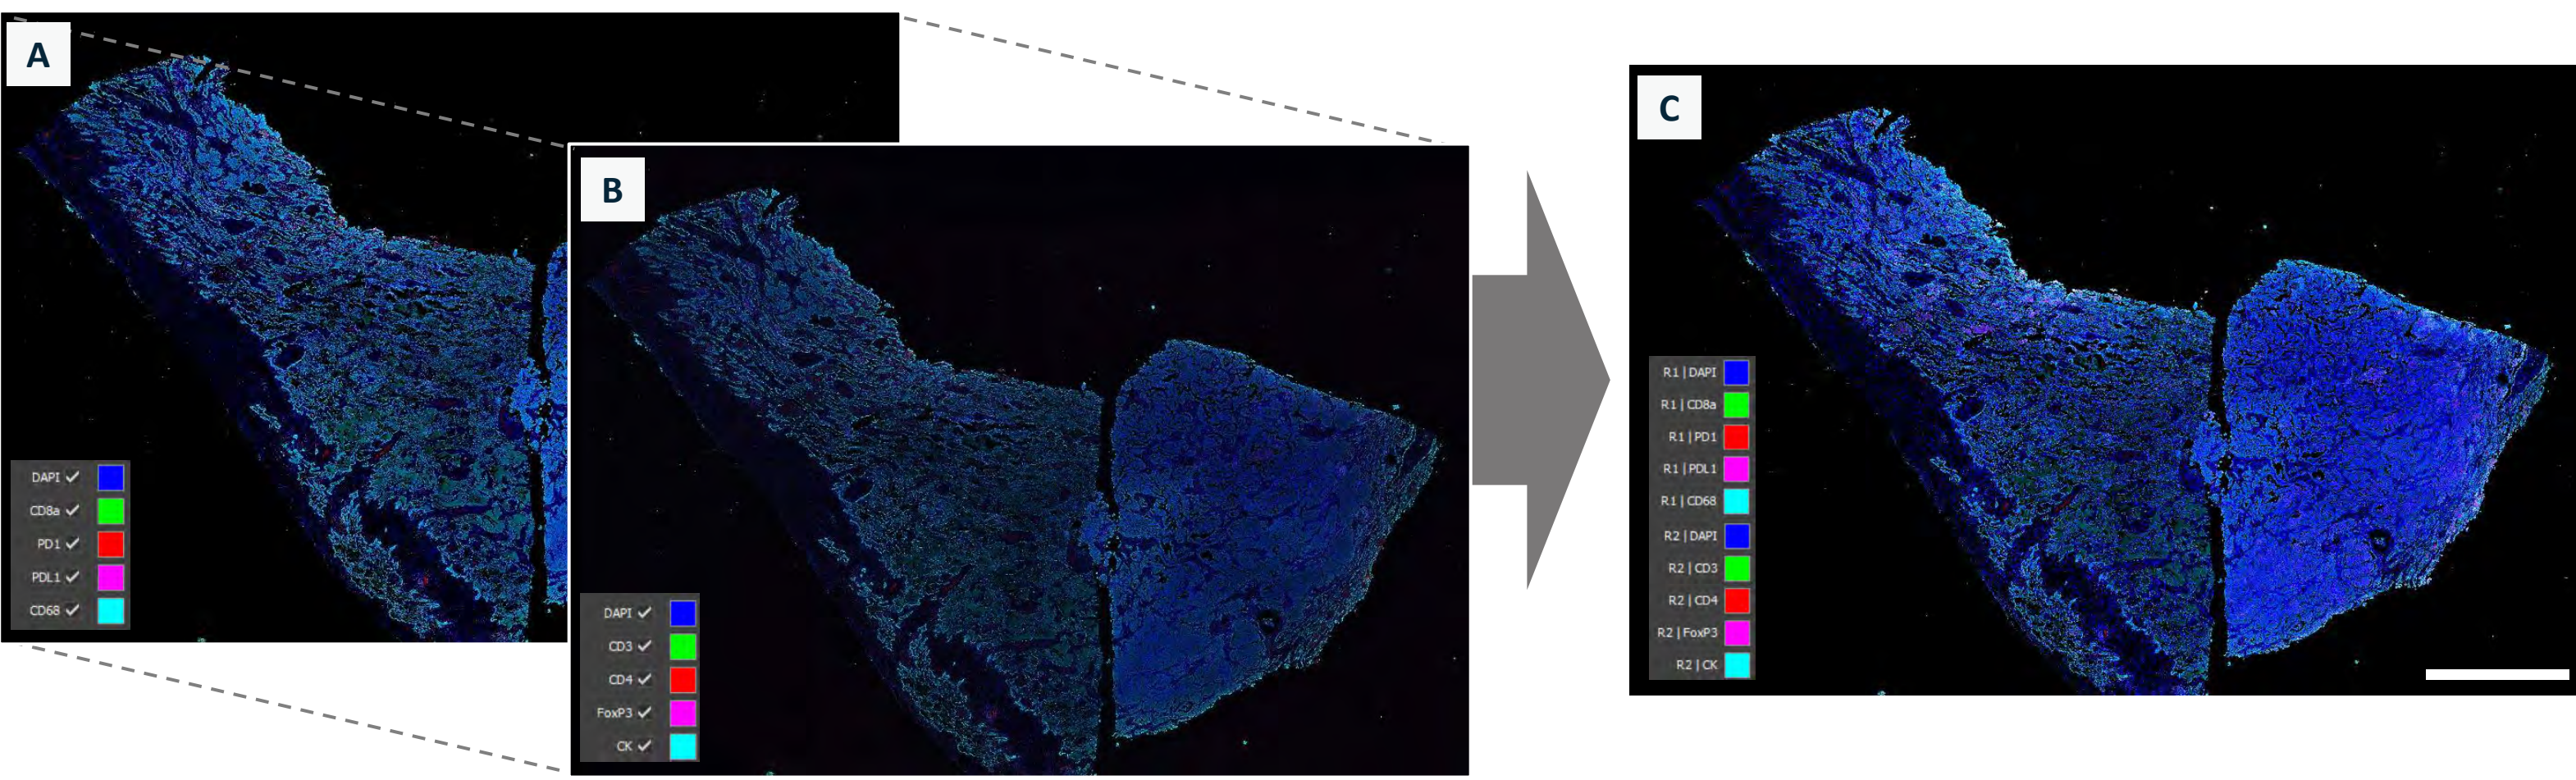 A
DAPI ✓
CD8a ✓
PD1 ✓
PDL1 ✓
CD68 ✓
B
DAPI ✓
CD3 ✓
CD4 ✓
FoxP3 ✓
CK ✓
C
R1 | DAPI
R1 | CD8a
R1 | PD1
R1 | PDL1
R1 | CD68
R2 | DAPI
R2 | CD3
R2 | CD4
R2 | FoxP3
R2 | CK